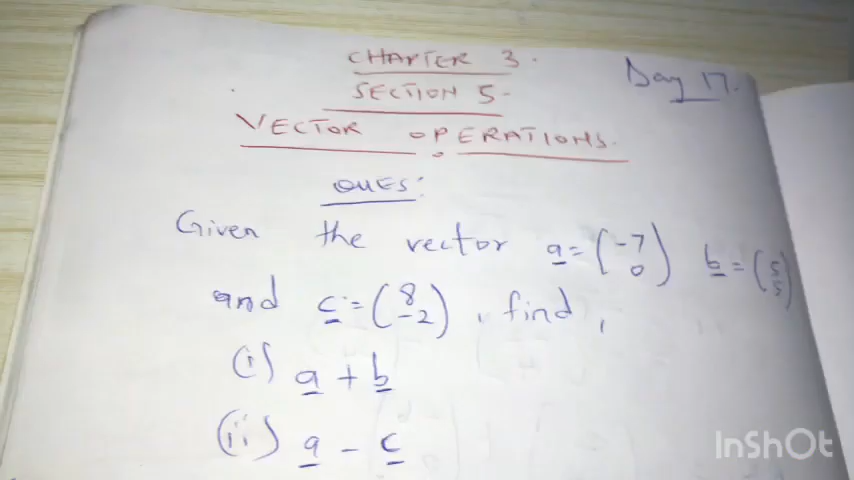 CHAPTER 3.
Day 17.
SECTION 5.
VECTOR OPERATIONS.
QUES:
Given the vector a = (-7 0) b = (5 5)
and c = (8 -2), find,
(i) a + b
(ii) a - c
InShOt